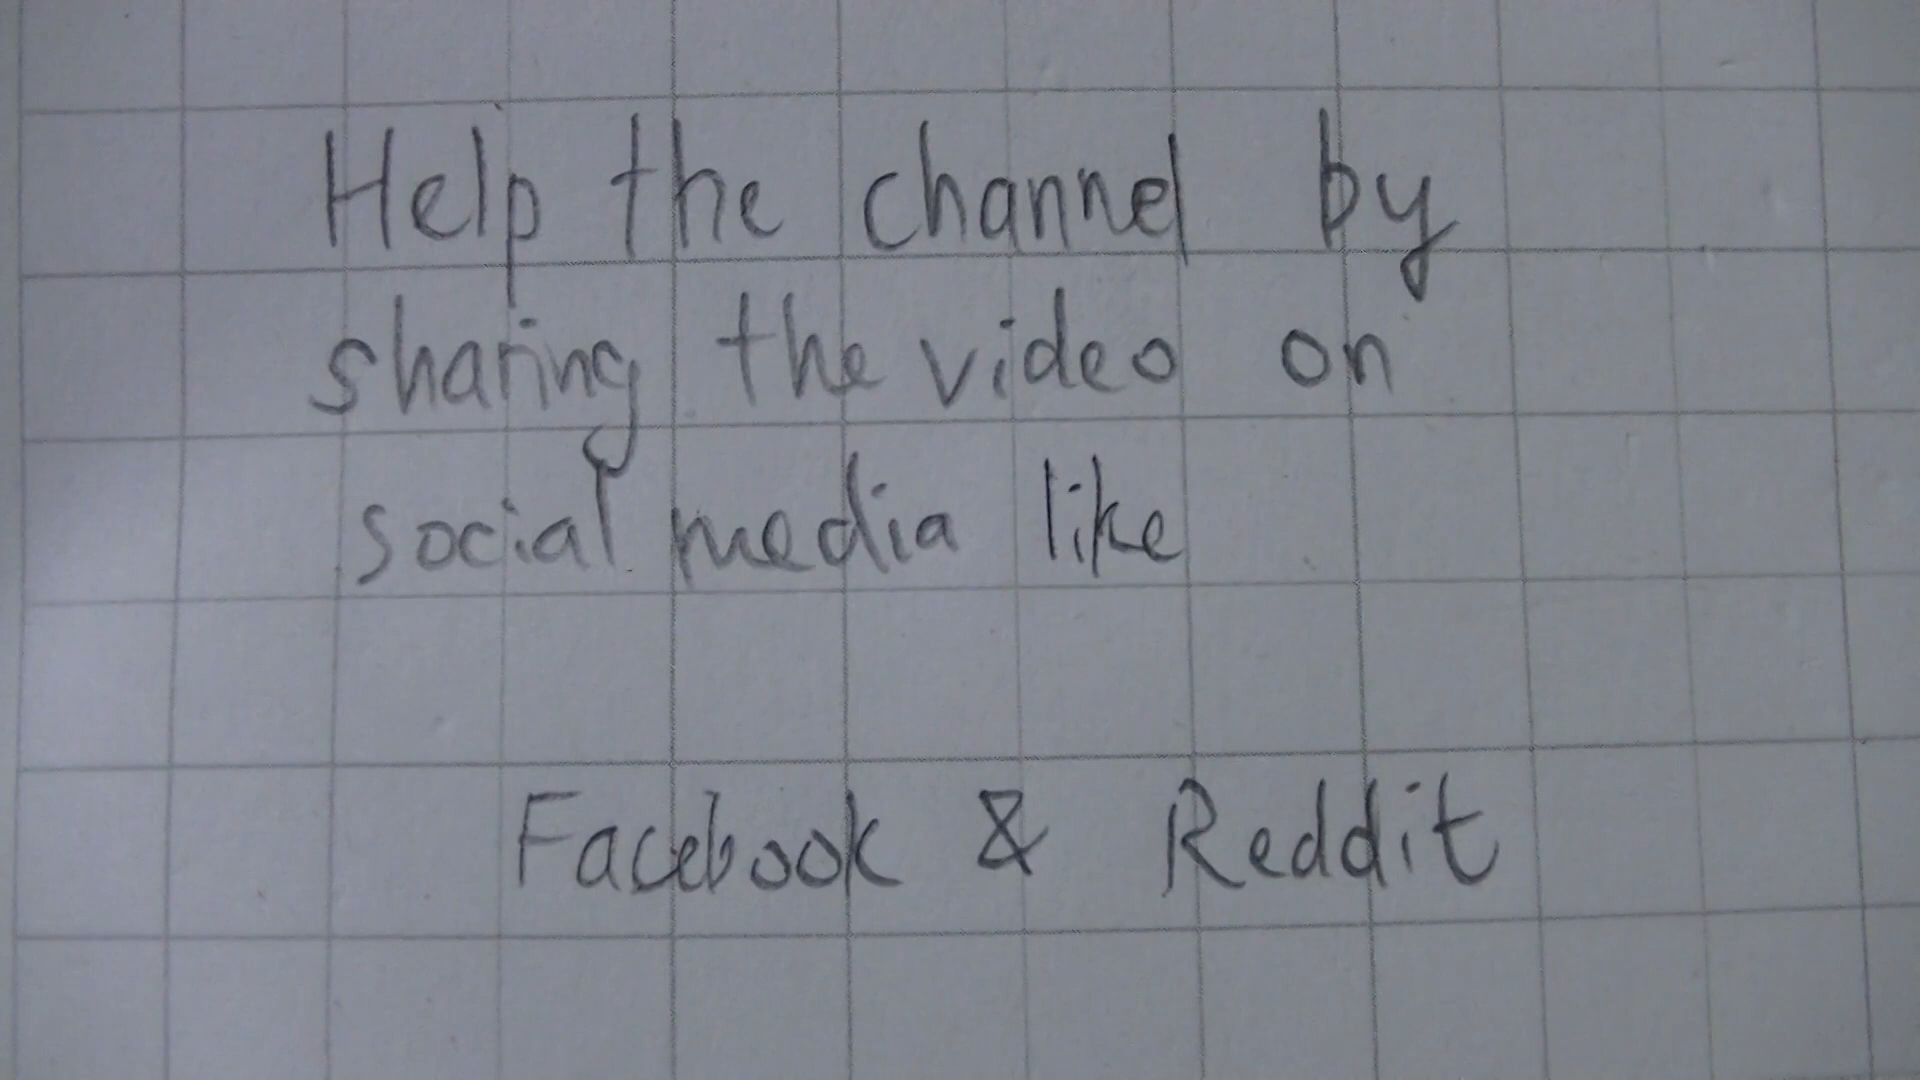 Help the channel by
sharing the video on
social media like
Facebook & Reddit